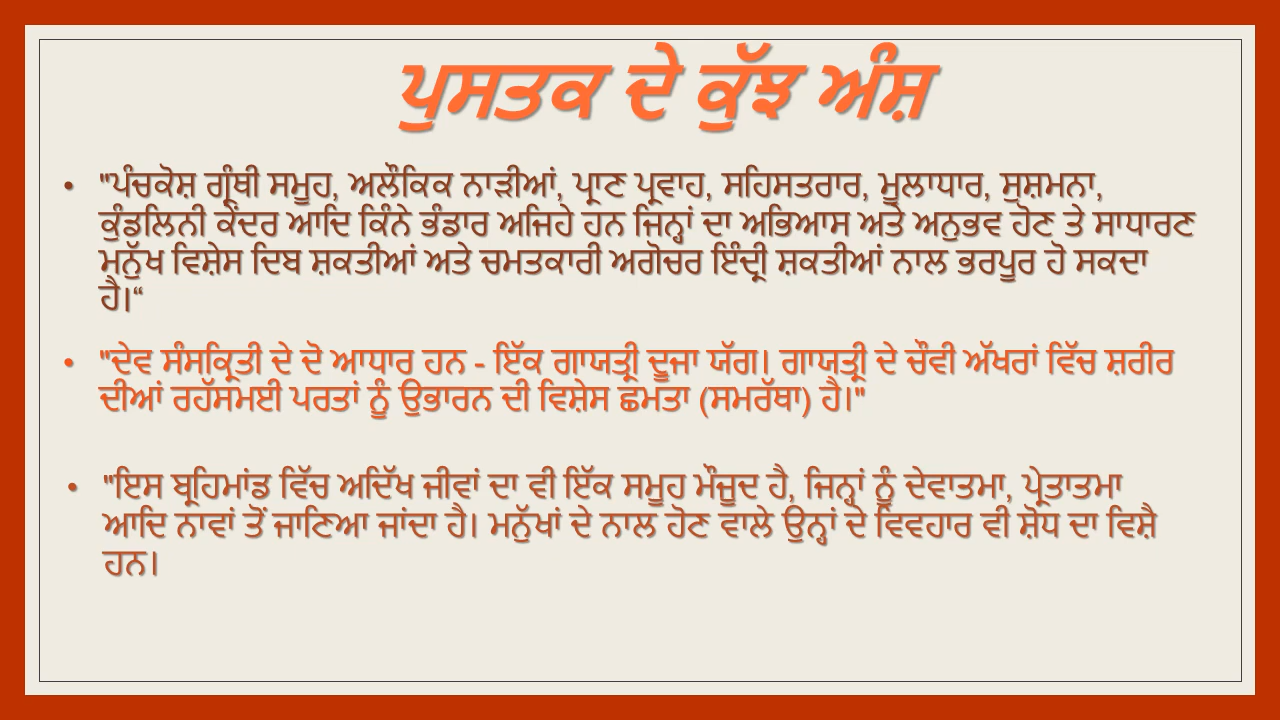 ਪੁਸਤਕ ਦੇ ਕੁੱਝ ਅੰਸ਼
• "ਪੰਚਕੋਸ਼ ਗ੍ਰੰਥੀ ਸਮੂਹ, ਅਲੌਕਿਕ ਨਾੜੀਆਂ, ਪ੍ਰਾਣ ਪ੍ਰਵਾਹ, ਸਹਿਸਤਰਾਰ, ਮੂਲਾਧਾਰ, ਸੁਸ਼ਮਨਾ,
ਕੁੰਡਲਿਨੀ ਕੇਂਦਰ ਆਦਿ ਕਿੰਨੇ ਭੰਡਾਰ ਅਜਿਹੇ ਹਨ ਜਿਨ੍ਹਾਂ ਦਾ ਅਭਿਆਸ ਅਤੇ ਅਨੁਭਵ ਹੋਣ ਤੇ ਸਾਧਾਰਣ
ਮਨੁੱਖ ਵਿਸ਼ੇਸ ਦਿਬ ਸ਼ਕਤੀਆਂ ਅਤੇ ਚਮਤਕਾਰੀ ਅਗੋਚਰ ਇੰਦ੍ਰੀ ਸ਼ਕਤੀਆਂ ਨਾਲ ਭਰਪੂਰ ਹੋ ਸਕਦਾ
ਹੈ।“
• "ਦੇਵ ਸੰਸਕ੍ਰਿਤੀ ਦੇ ਦੋ ਆਧਾਰ ਹਨ - ਇੱਕ ਗਾਯਤ੍ਰੀ ਦੂਜਾ ਯੱਗ। ਗਾਯਤ੍ਰੀ ਦੇ ਚੌਵੀ ਅੱਖਰਾਂ ਵਿੱਚ ਸ਼ਰੀਰ
ਦੀਆਂ ਰਹੱਸਮਈ ਪਰਤਾਂ ਨੂੰ ਉਭਾਰਨ ਦੀ ਵਿਸ਼ੇਸ ਛਮਤਾ (ਸਮਰੱਥਾ) ਹੈ।"
• "ਇਸ ਬ੍ਰਹਿਮਾਂਡ ਵਿੱਚ ਅਦਿੱਖ ਜੀਵਾਂ ਦਾ ਵੀ ਇੱਕ ਸਮੂਹ ਮੌਜੂਦ ਹੈ, ਜਿਨ੍ਹਾਂ ਨੂੰ ਦੇਵਾਤਮਾ, ਪ੍ਰੇਤਾਤਮਾ
ਆਦਿ ਨਾਵਾਂ ਤੋਂ ਜਾਣਿਆ ਜਾਂਦਾ ਹੈ। ਮਨੁੱਖਾਂ ਦੇ ਨਾਲ ਹੋਣ ਵਾਲੇ ਉਨ੍ਹਾਂ ਦੇ ਵਿਵਹਾਰ ਵੀ ਸ਼ੋਧ ਦਾ ਵਿਸ਼ੈ
ਹਨ।